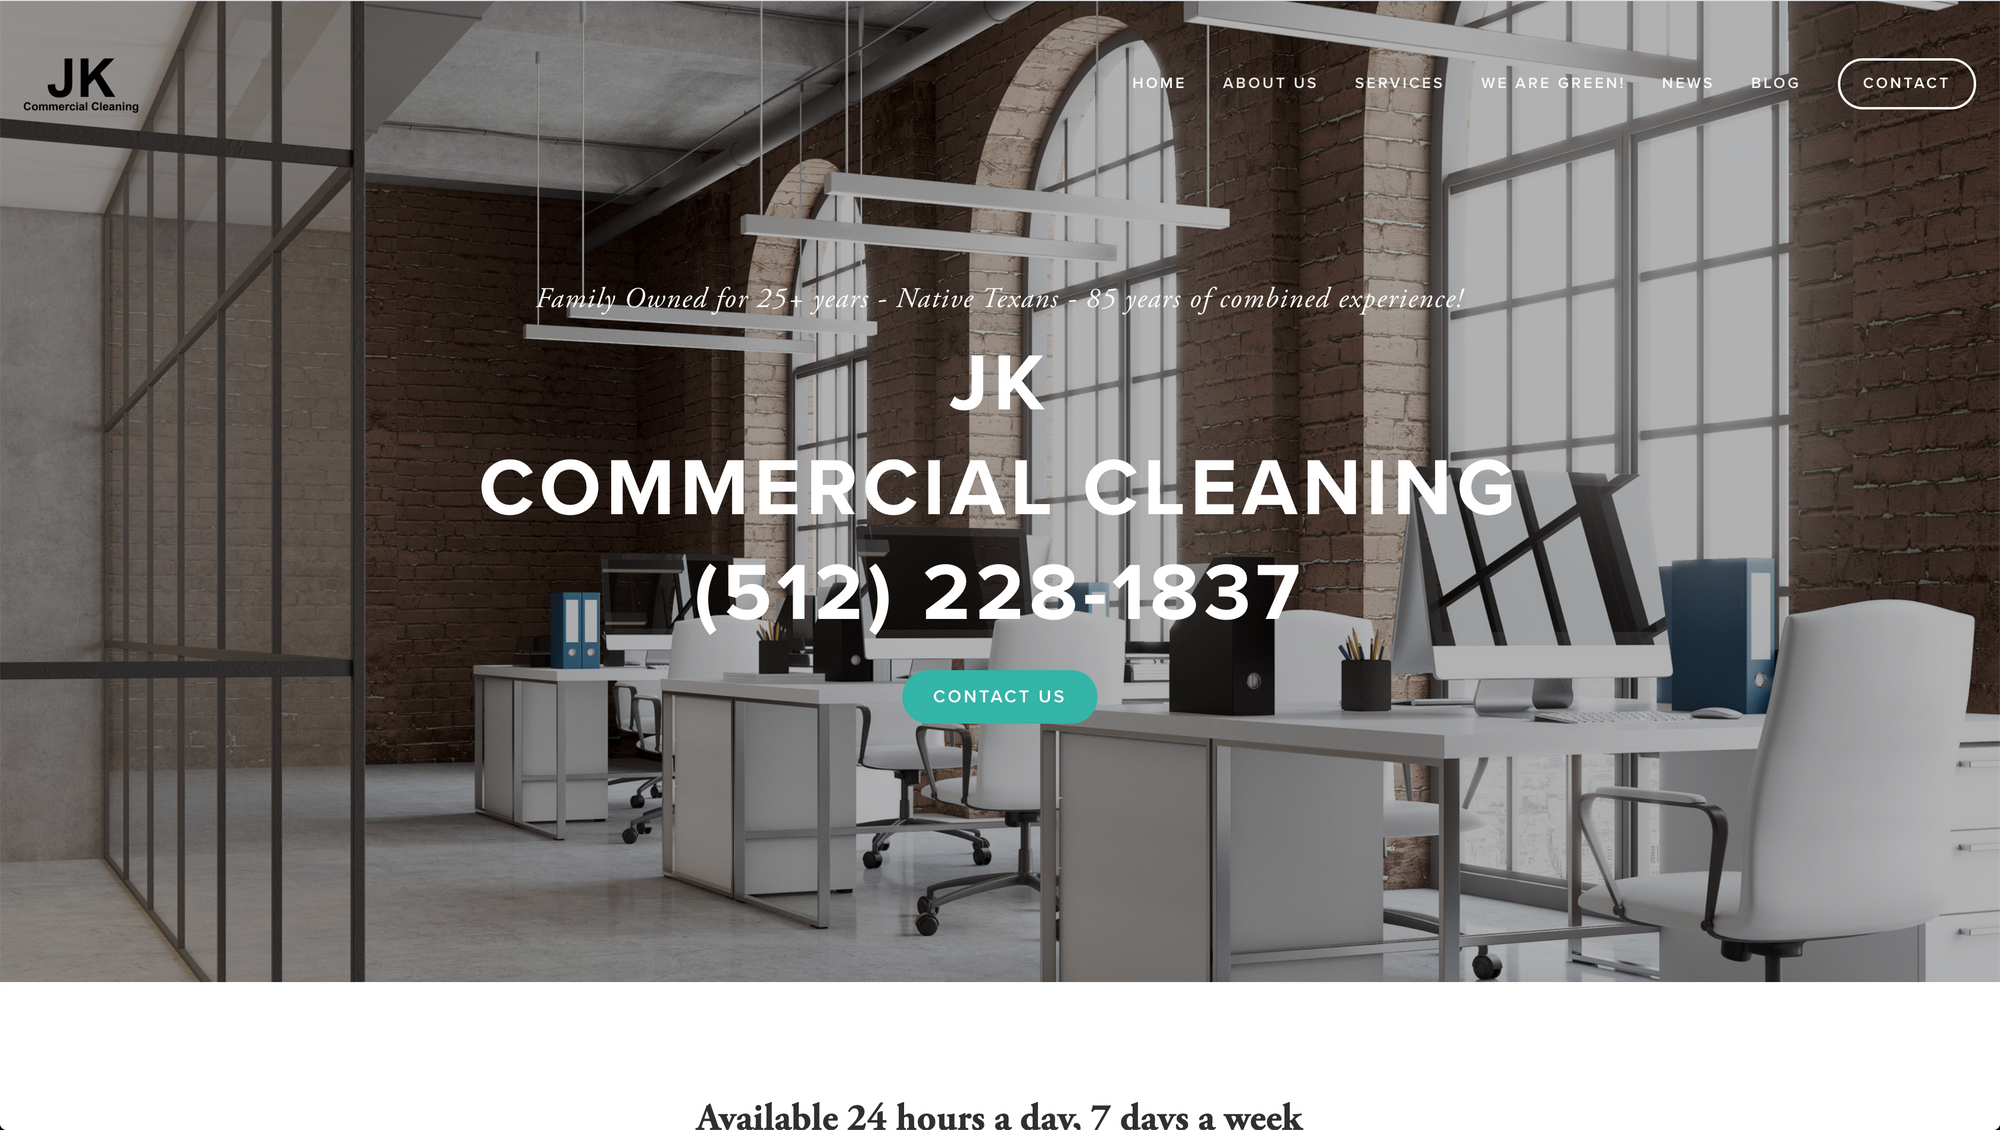 JK
Commercial Cleaning
HOME ABOUT US SERVICES WE ARE GREEN! NEWS BLOG CONTACT
Family Owned for 25+ years - Native Texans - 85 years of combined experience!
JK
COMMERCIAL CLEANING
(512) 228-1837
CONTACT US
Available 24 hours a day, 7 days a week